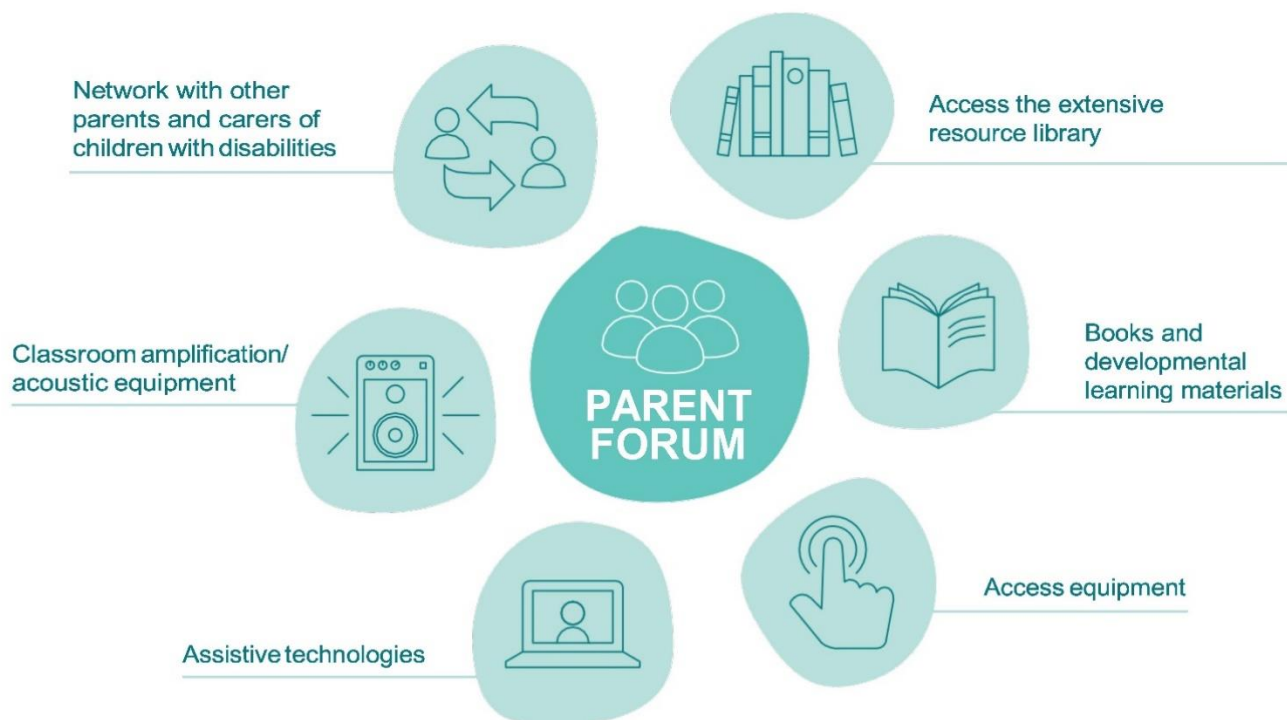 Network with other
parents and carers of
children with disabilities
Access the extensive
resource library
Classroom amplification/
acoustic equipment
PARENT
FORUM
Books and
developmental
learning materials
Assistive technologies
Access equipment